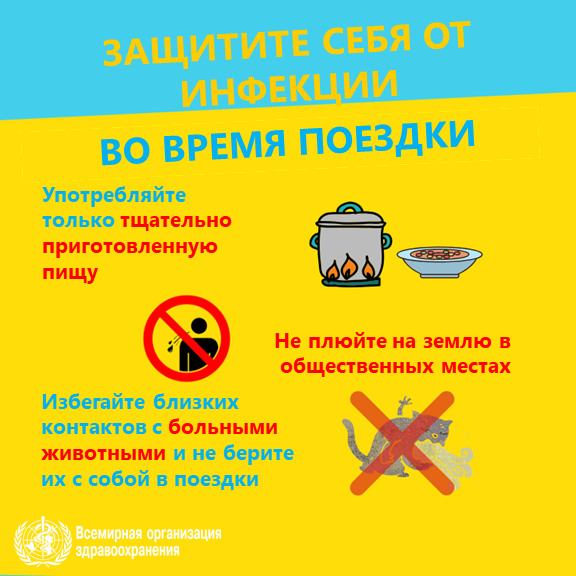 ЗАЩИТИТЕ СЕБЯ ОТ
ИНФЕКЦИИ
ВО ВРЕМЯ ПОЕЗДКИ
Употребляйте
только тщательно
приготовленную
пищу
Не плюйте на землю в
общественных местах
Избегайте близких
контактов с больными
животными и не берите
их с собой в поездки
Всемирная организация
здравоохранения